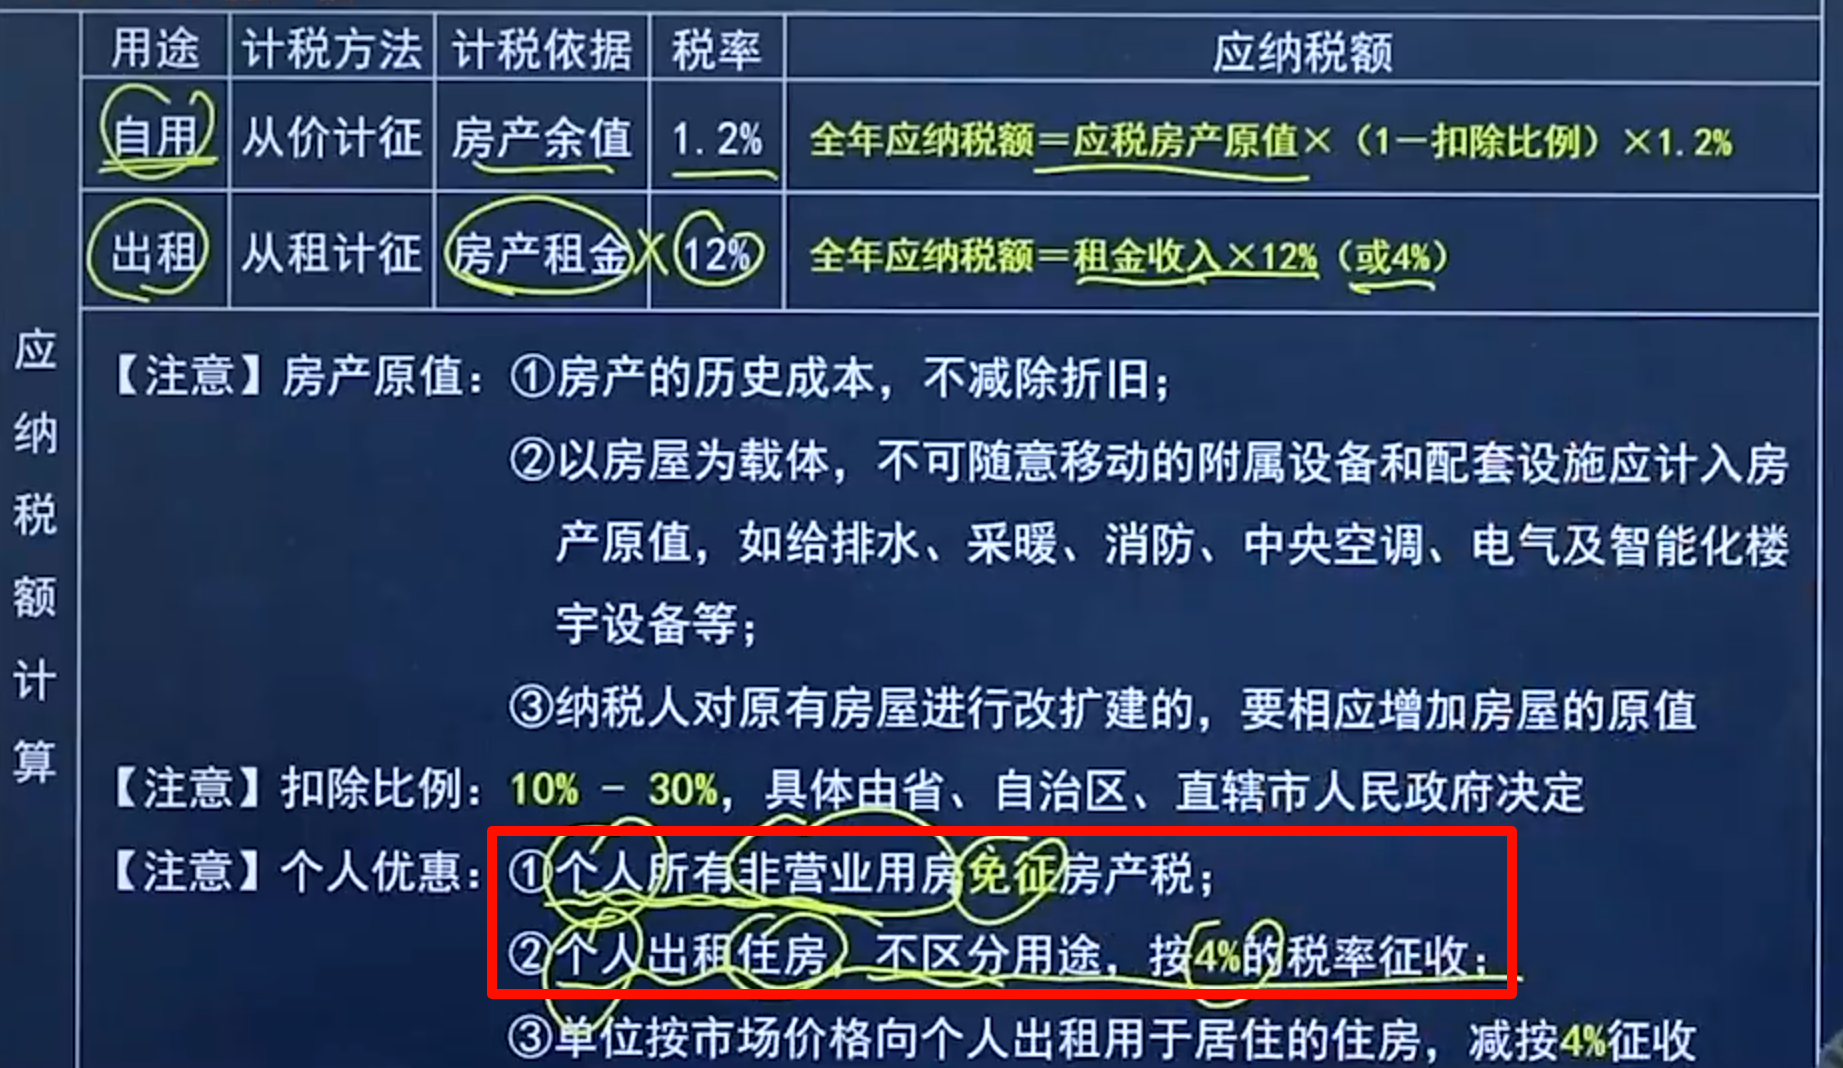 用途 计税方法 计税依据 税率 应纳税额
自用 从价计征 房产余值 1.2% 全年应纳税额＝应税房产原值×（1－扣除比例）×1.2%
出租 从租计征 房产租金 X 12% 全年应纳税额＝租金收入×12%（或4%）
应纳税额计算
【注意】房产原值：①房产的历史成本，不减除折旧；
②以房屋为载体，不可随意移动的附属设备和配套设施应计入房
产原值，如给排水、采暖、消防、中央空调、电气及智能化楼
宇设备等；
③纳税人对原有房屋进行改扩建的，要相应增加房屋的原值
【注意】扣除比例：10% － 30%，具体由省、自治区、直辖市人民政府决定
【注意】个人优惠：①个人所有非营业用房免征房产税；
②个人出租住房，不区分用途，按4%的税率征收；
③单位按市场价格向个人出租用于居住的住房，减按4%征收